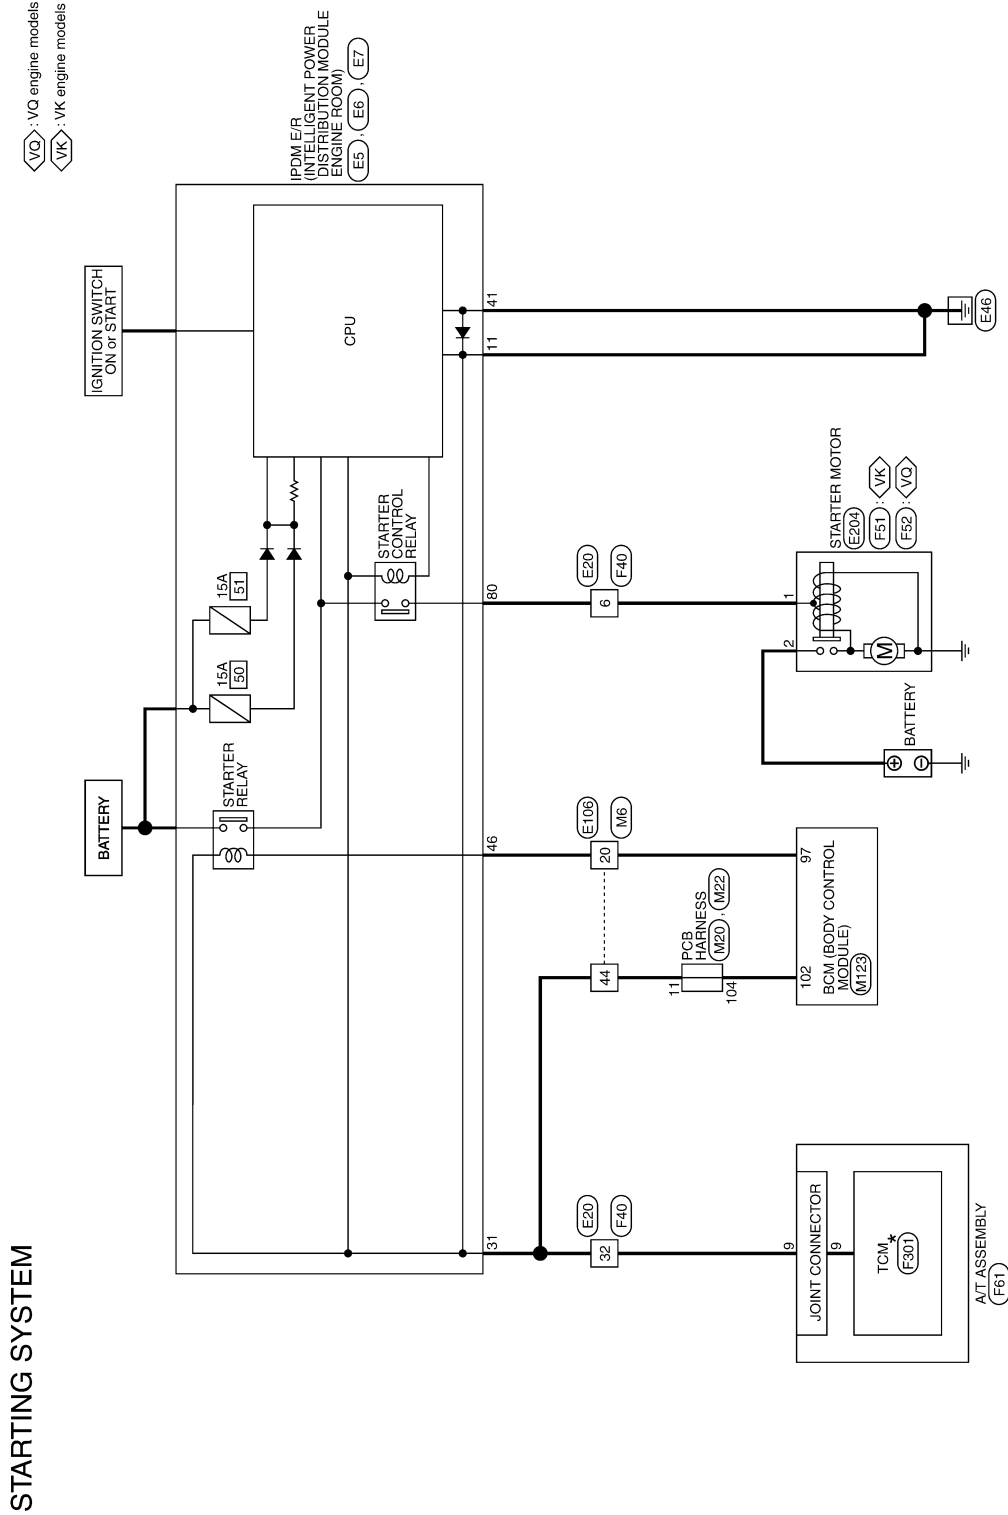 STARTING SYSTEM
VQ : VQ engine models
VK : VK engine models
BATTERY
IGNITION SWITCH
ON or START
IPDM E/R
(INTELLIGENT POWER
DISTRIBUTION MODULE
ENGINE ROOM)
E5 , E6 , E7
STARTER
RELAY
15A
50
15A
51
CPU
STARTER
CONTROL
RELAY
31
46
80
11
41
E20
32
F40
44
E106
20
M6
E20
6
F40
11
104
PCB
HARNESS
M20 , M22
9
JOINT CONNECTOR
9
TCM*
F301
A/T ASSEMBLY
F61
102
97
BCM (BODY CONTROL
MODULE)
M123
BATTERY
+
−
2
1
M
STARTER MOTOR
E204
F51 : VK
F52 : VQ
E46